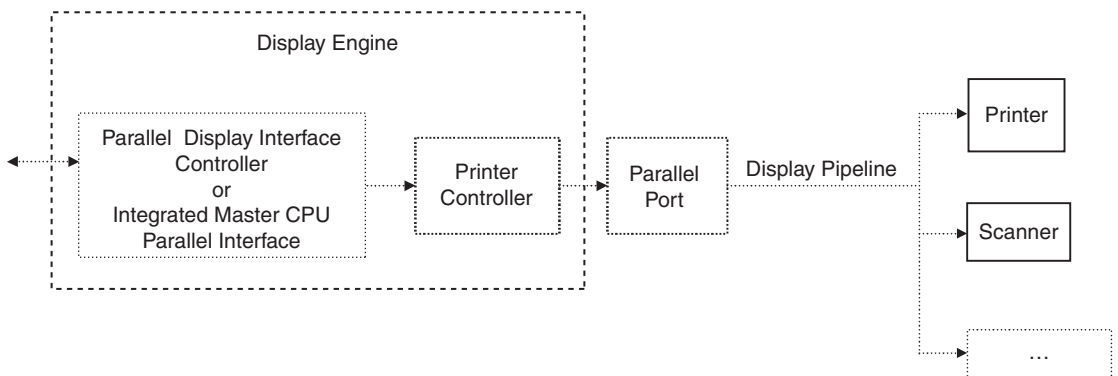 Display Engine
Parallel Display Interface
Controller
or
Integrated Master CPU
Parallel Interface
Printer
Controller
Parallel
Port
Display Pipeline
Printer
Scanner
...